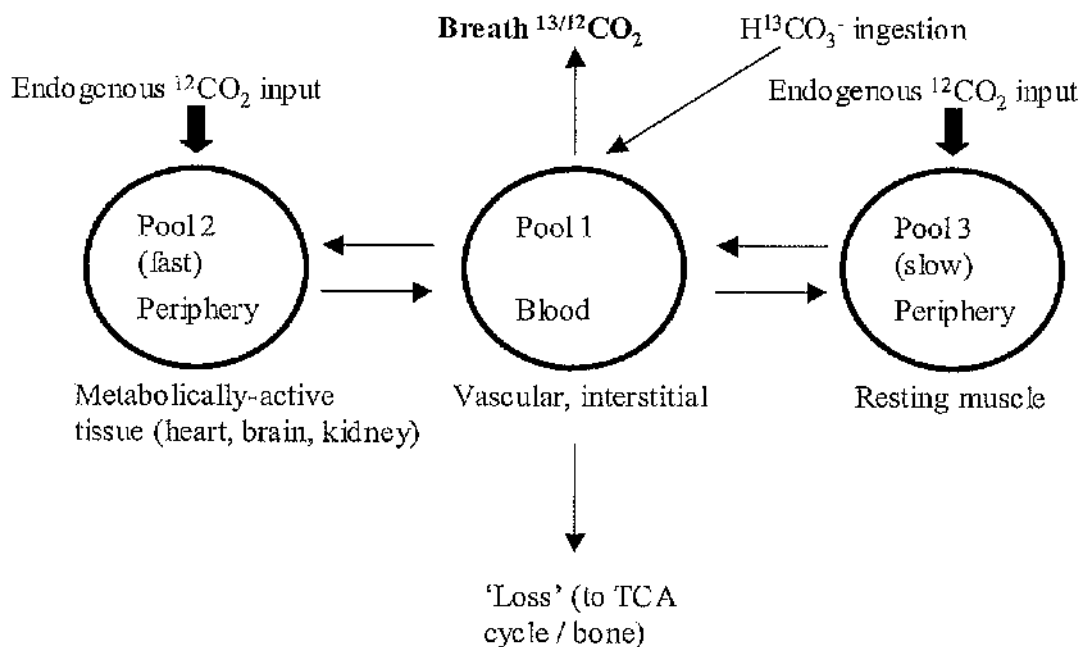 Breath ¹³/¹²CO₂
H¹³CO₃⁻ ingestion
Endogenous ¹²CO₂ input
Endogenous ¹²CO₂ input
Pool 2
(fast)
Periphery
Pool 1
Blood
Pool 3
(slow)
Periphery
Metabolically-active
tissue (heart, brain, kidney)
Vascular, interstitial
Resting muscle
‘Loss’ (to TCA
cycle / bone)